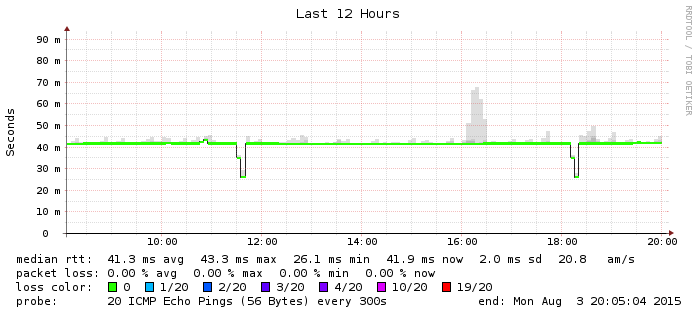 Last 12 Hours
RRDTOOL / TOBI OETIKER
Seconds
90 m
80 m
70 m
60 m
50 m
40 m
30 m
20 m
10 m
0
10:00 12:00 14:00 16:00 18:00 20:00
median rtt: 41.3 ms avg 43.3 ms max 26.1 ms min 41.9 ms now 2.0 ms sd 20.8 am/s
packet loss: 0.00 % avg 0.00 % max 0.00 % min 0.00 % now
loss color: 0 1/20 2/20 3/20 4/20 10/20 19/20
probe: 20 ICMP Echo Pings (56 Bytes) every 300s end: Mon Aug 3 20:05:04 2015